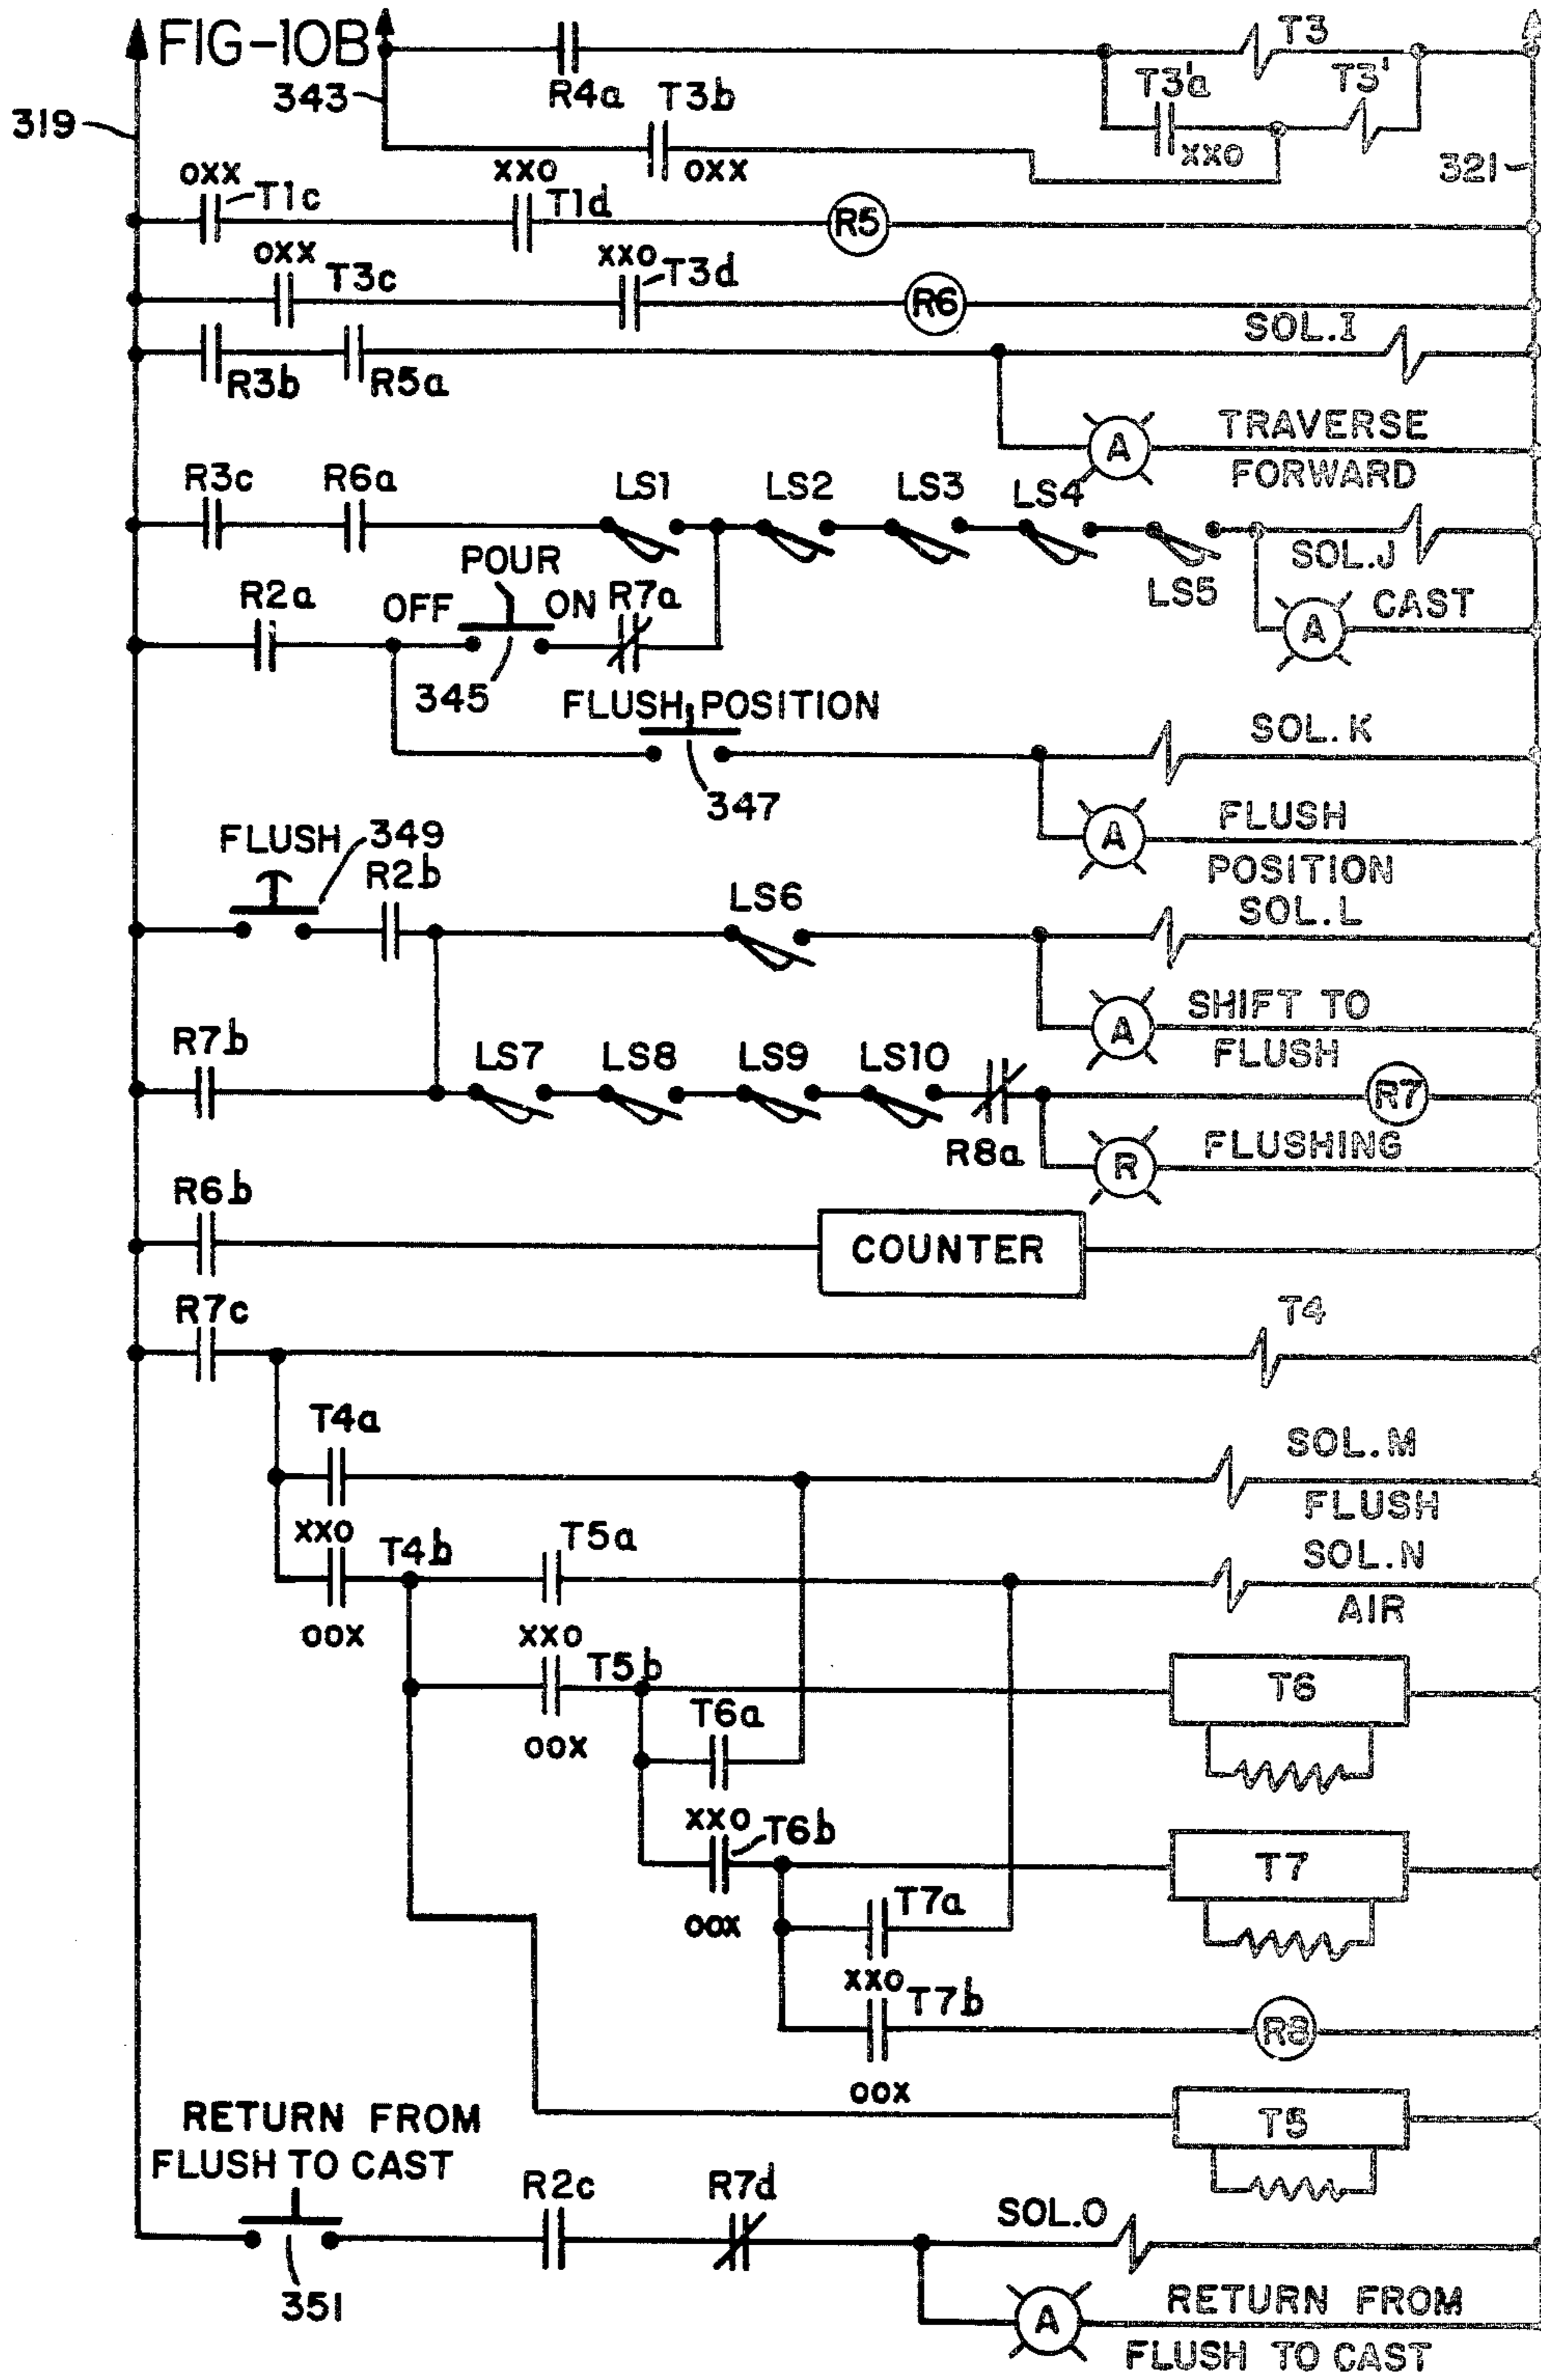 FIG-10B
T3
R4a
T3'a
T3'
343
T3b
319
xxo
oxx
321
oxx
T1c
xxo
T1d
R5
oxx
T3c
xxo
T3d
R6
SOL.I
R3b
R5a
A
TRAVERSE
FORWARD
R3c
R6a
LS1
LS2
LS3
LS4
LS5
SOL.J
POUR
R2a
OFF
ON
R7a
A
CAST
345
FLUSH POSITION
SOL.K
347
A
FLUSH
POSITION
FLUSH
349
R2b
LS6
SOL.L
A
SHIFT TO
FLUSH
R7b
LS7
LS8
LS9
LS10
R8a
R7
R
FLUSHING
R6b
COUNTER
R7c
T4
T4a
SOL.M
FLUSH
xxo
T4b
T5a
SOL.N
AIR
oox
xxo
T5b
T6
oox
T6a
xxo
T6b
T7
oox
T7a
xxo
T7b
R8
oox
T5
RETURN FROM
FLUSH TO CAST
R2c
R7d
SOL.O
351
A
RETURN FROM
FLUSH TO CAST